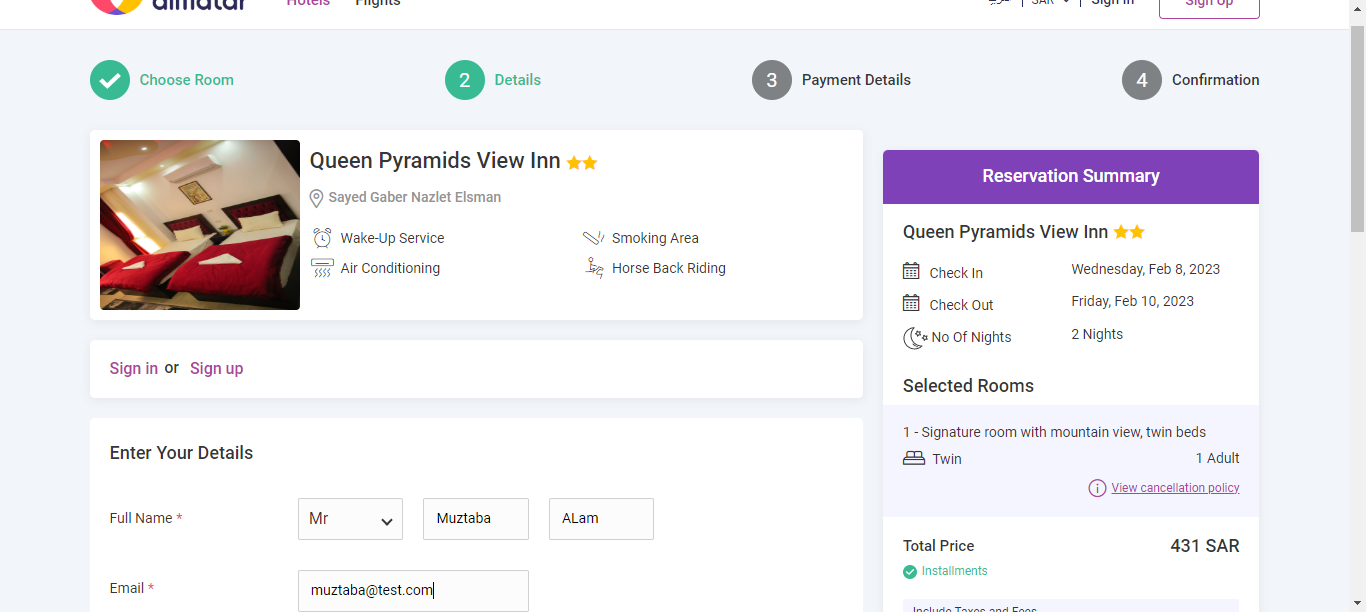 almatar Hotels Flights SAR Sign In Sign Up
Choose Room 2 Details 3 Payment Details 4 Confirmation
Queen Pyramids View Inn
Sayed Gaber Nazlet Elsman
Wake-Up Service Smoking Area
Air Conditioning Horse Back Riding
Sign in or Sign up
Enter Your Details
Full Name * Mr Muztaba ALam
Email * muztaba@test.com
Reservation Summary
Queen Pyramids View Inn
Check In Wednesday, Feb 8, 2023
Check Out Friday, Feb 10, 2023
No Of Nights 2 Nights
Selected Rooms
1 - Signature room with mountain view, twin beds
Twin 1 Adult
View cancellation policy
Total Price 431 SAR
Installments
Include Taxes and Fees